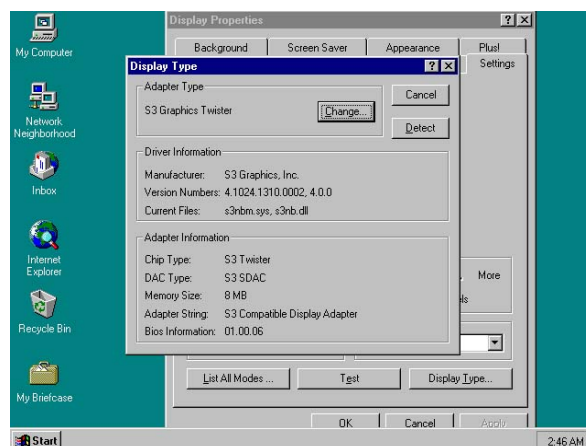 My Computer
Network
Neighborhood
Inbox
Internet
Explorer
Recycle Bin
My Briefcase
Display Properties
Background Screen Saver Appearance Plus!
Settings
Display Type
Adapter Type
S3 Graphics Twister
Change...
Cancel
Detect
Driver Information
Manufacturer: S3 Graphics, Inc.
Version Numbers: 4.1024.1310.0002, 4.0.0
Current Files: s3nbm.sys, s3nb.dll
Adapter Information
Chip Type: S3 Twister
DAC Type: S3 SDAC
Memory Size: 8 MB
Adapter String: S3 Compatible Display Adapter
Bios Information: 01.00.06
More
els
List All Modes ... Test Display Type...
OK Cancel Apply
Start 2:46 AM